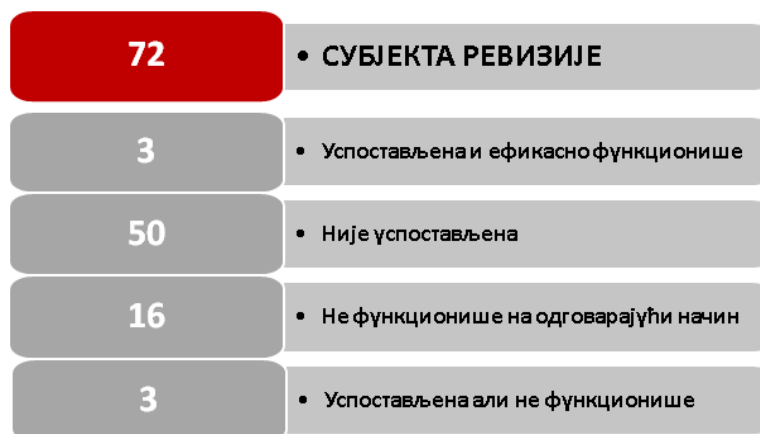 72
• СУБЈЕКТА РЕВИЗИЈЕ
3
• Успостављена и ефикасно функционише
50
• Није успостављена
16
• Не функционише на одговарајући начин
3
• Успостављена али не функционише